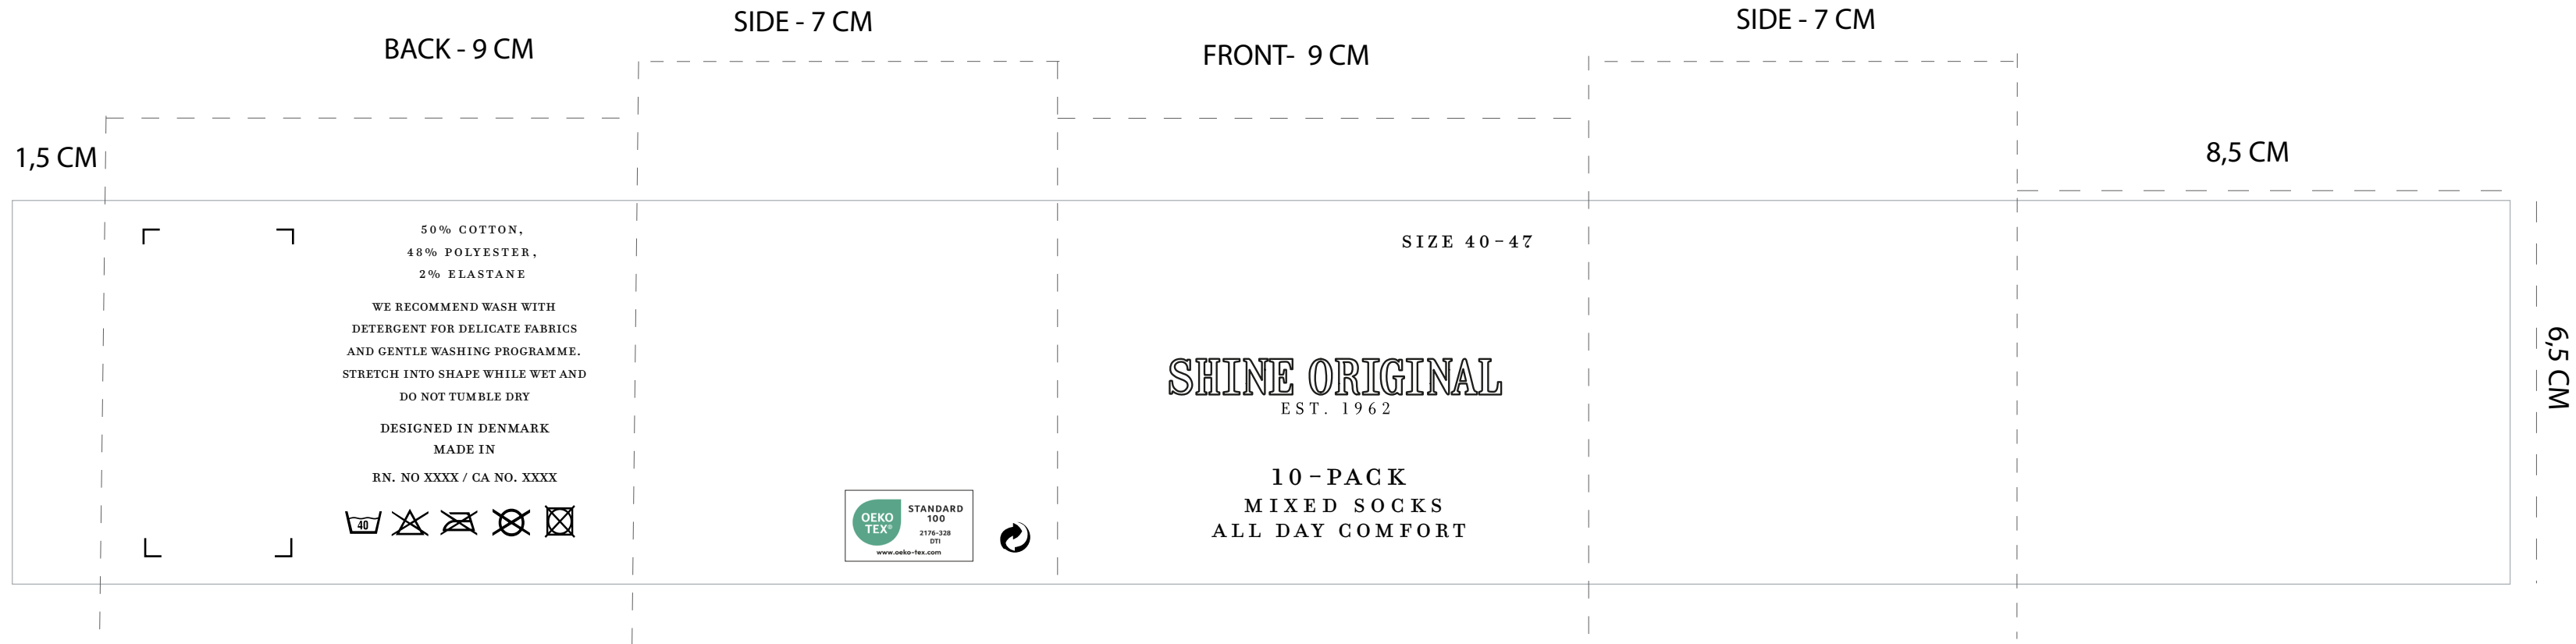 SIDE - 7 CM
SIDE - 7 CM
BACK - 9 CM
FRONT- 9 CM
1,5 CM
8,5 CM
50% COTTON,
48% POLYESTER,
2% ELASTANE
WE RECOMMEND WASH WITH
DETERGENT FOR DELICATE FABRICS
AND GENTLE WASHING PROGRAMME.
STRETCH INTO SHAPE WHILE WET AND
DO NOT TUMBLE DRY
DESIGNED IN DENMARK
MADE IN
RN. NO XXXX / CA NO. XXXX
40
OEKO
TEX®
STANDARD
100
2176-328
DTI
www.oeko-tex.com
SIZE 40-47
SHINE ORIGINAL
EST. 1962
10-PACK
MIXED SOCKS
ALL DAY COMFORT
6,5 CM